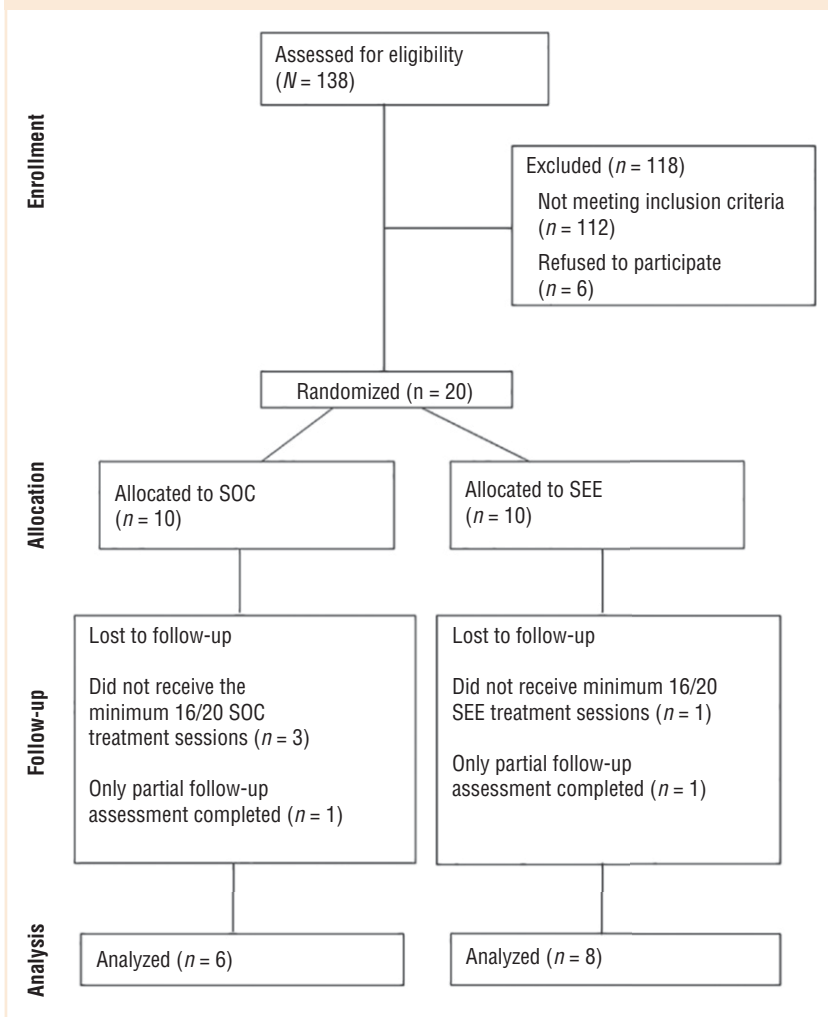 Enrollment
Assessed for eligibility
(N = 138)
Excluded (n = 118)
Not meeting inclusion criteria
(n = 112)
Refused to participate
(n = 6)
Randomized (n = 20)
Allocation
Allocated to SOC
(n = 10)
Allocated to SEE
(n = 10)
Follow-up
Lost to follow-up
Did not receive the
minimum 16/20 SOC
treatment sessions (n = 3)
Only partial follow-up
assessment completed (n = 1)
Lost to follow-up
Did not receive minimum 16/20
SEE treatment sessions (n = 1)
Only partial follow-up
assessment completed (n = 1)
Analysis
Analyzed (n = 6)
Analyzed (n = 8)